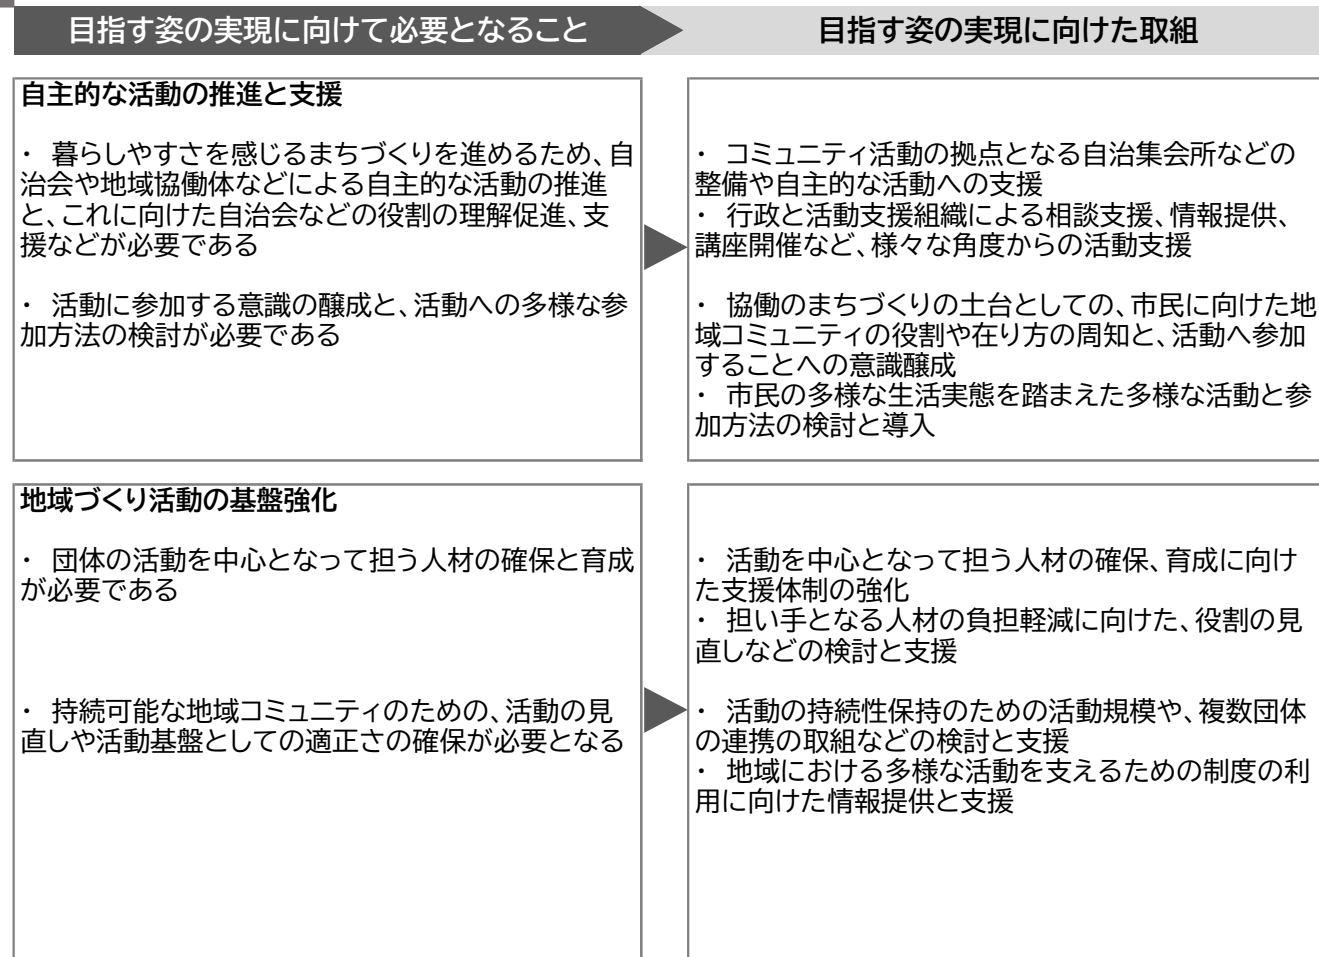 目指す姿の実現に向けて必要となること
目指す姿の実現に向けた取組
自主的な活動の推進と支援
・ 暮らしやすさを感じるまちづくりを進めるため、自
治会や地域協働体などによる自主的な活動の推進
と、これに向けた自治会などの役割の理解促進、支
援などが必要である
・ 活動に参加する意識の醸成と、活動への多様な参
加方法の検討が必要である
・ コミュニティ活動の拠点となる自治集会所などの
整備や自主的な活動への支援
・ 行政と活動支援組織による相談支援、情報提供、
講座開催など、様々な角度からの活動支援
・ 協働のまちづくりの土台としての、市民に向けた地
域コミュニティの役割や在り方の周知と、活動へ参加
することへの意識醸成
・ 市民の多様な生活実態を踏まえた多様な活動と参
加方法の検討と導入
地域づくり活動の基盤強化
・ 団体の活動を中心となって担う人材の確保と育成
が必要である
・ 持続可能な地域コミュニティのための、活動の見
直しや活動基盤としての適正さの確保が必要となる
・ 活動を中心となって担う人材の確保、育成に向け
た支援体制の強化
・ 担い手となる人材の負担軽減に向けた、役割の見
直しなどの検討と支援
・ 活動の持続性保持のための活動規模や、複数団体
の連携の取組などの検討と支援
・ 地域における多様な活動を支えるための制度の利
用に向けた情報提供と支援